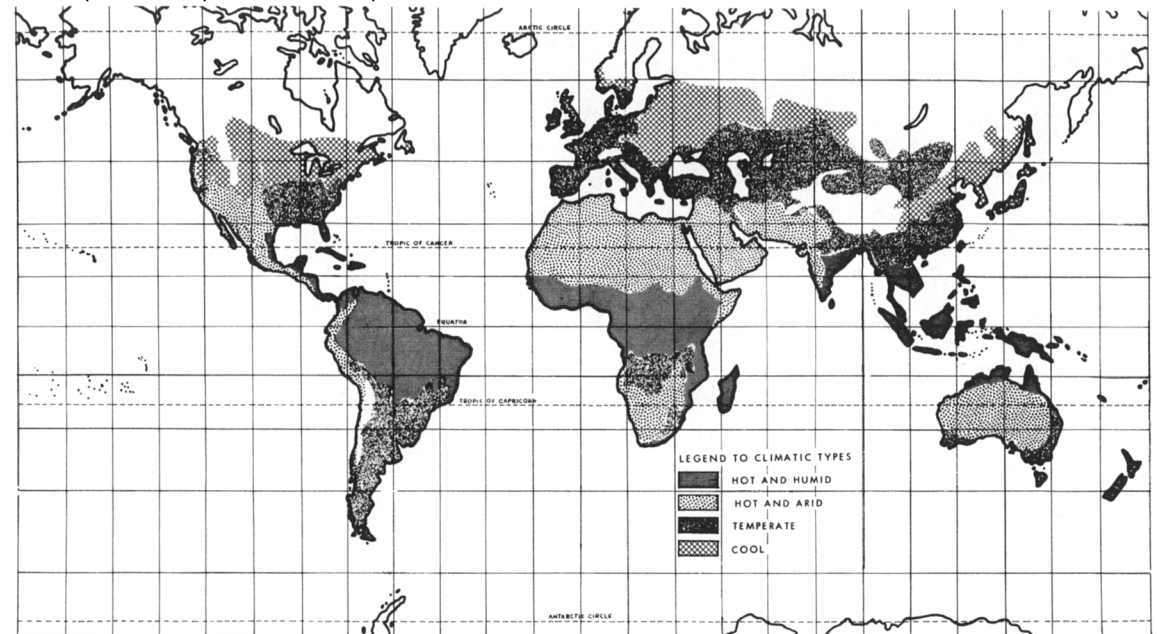 ARCTIC CIRCLE
TROPIC OF CANCER
EQUATOR
TROPIC OF CAPRICORN
LEGEND TO CLIMATIC TYPES
HOT AND HUMID
HOT AND ARID
TEMPERATE
COOL
ANTARCTIC CIRCLE